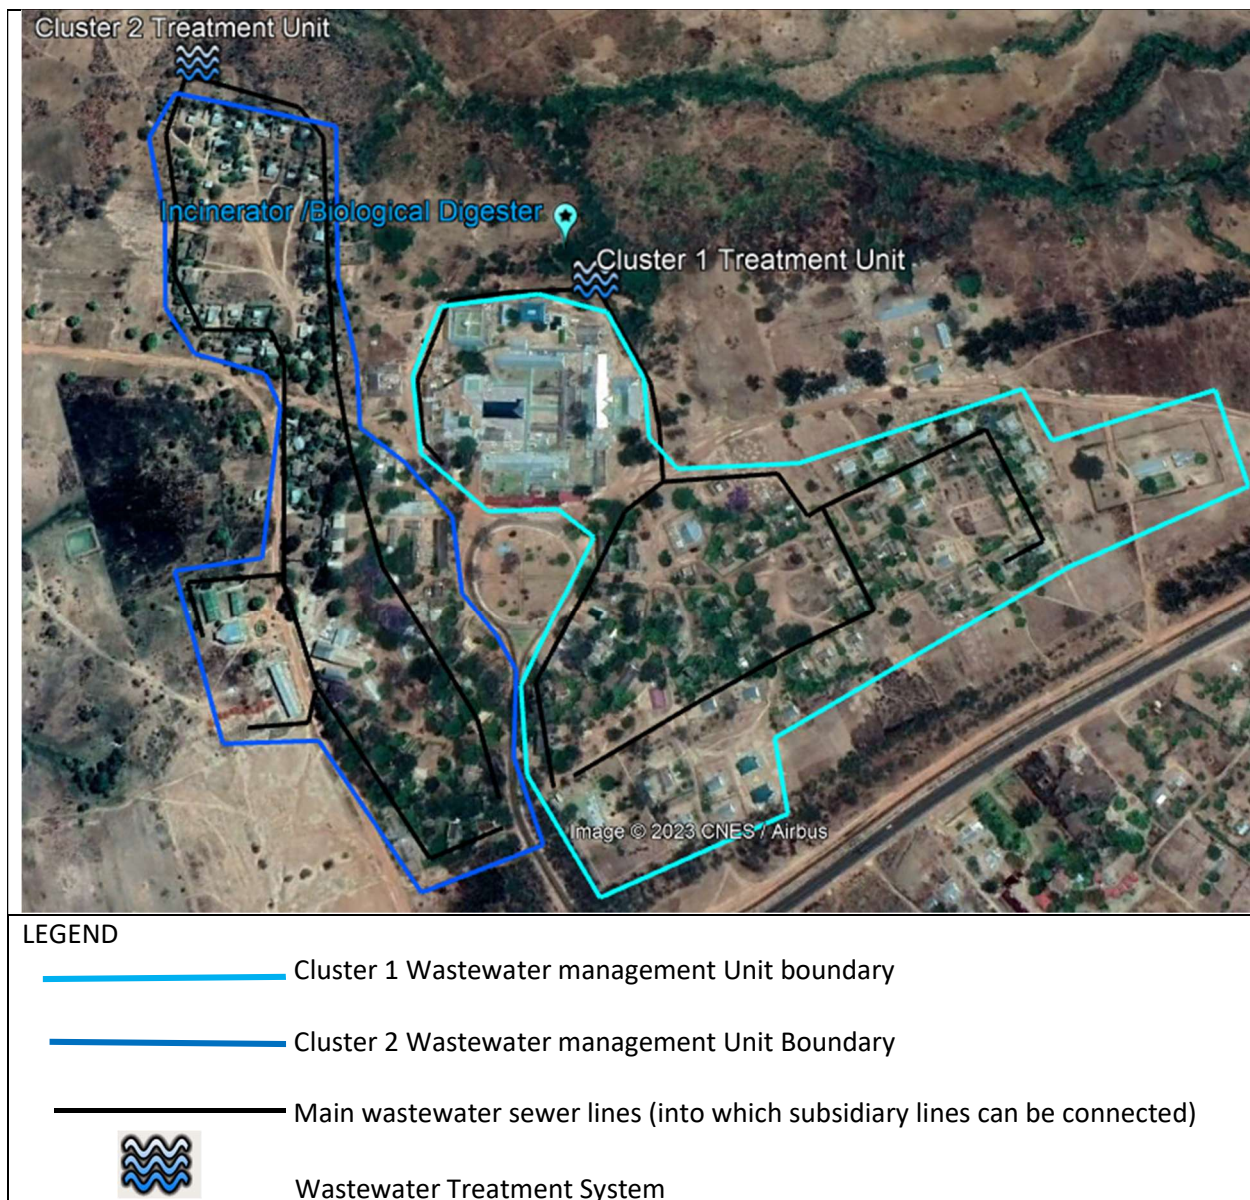 Cluster 2 Treatment Unit
Incinerator /Biological Digester
Cluster 1 Treatment Unit
Image © 2023 CNES / Airbus
LEGEND
Cluster 1 Wastewater management Unit boundary
Cluster 2 Wastewater management Unit Boundary
Main wastewater sewer lines (into which subsidiary lines can be connected)
Wastewater Treatment System